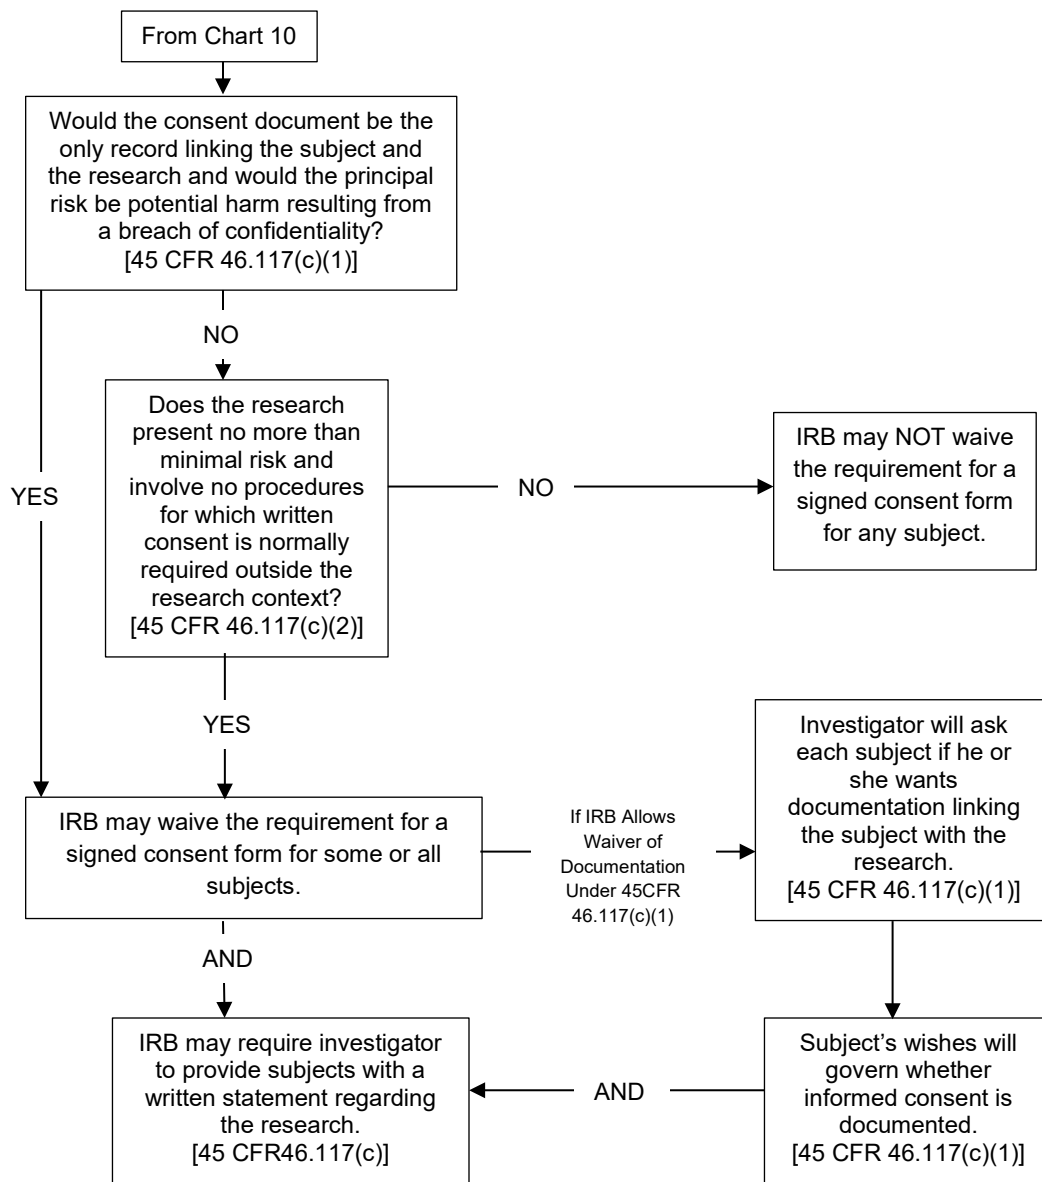 From Chart 10
Would the consent document be the
only record linking the subject and
the research and would the principal
risk be potential harm resulting from
a breach of confidentiality?
[45 CFR 46.117(c)(1)]
YES
NO
Does the research
present no more than
minimal risk and
involve no procedures
for which written
consent is normally
required outside the
research context?
[45 CFR 46.117(c)(2)]
NO
IRB may NOT waive
the requirement for a
signed consent form
for any subject.
YES
IRB may waive the requirement for a
signed consent form for some or all
subjects.
If IRB Allows
Waiver of
Documentation
Under 45CFR
46.117(c)(1)
Investigator will ask
each subject if he or
she wants
documentation linking
the subject with the
research.
[45 CFR 46.117(c)(1)]
AND
IRB may require investigator
to provide subjects with a
written statement regarding
the research.
[45 CFR46.117(c)]
AND
Subject’s wishes will
govern whether
informed consent is
documented.
[45 CFR 46.117(c)(1)]